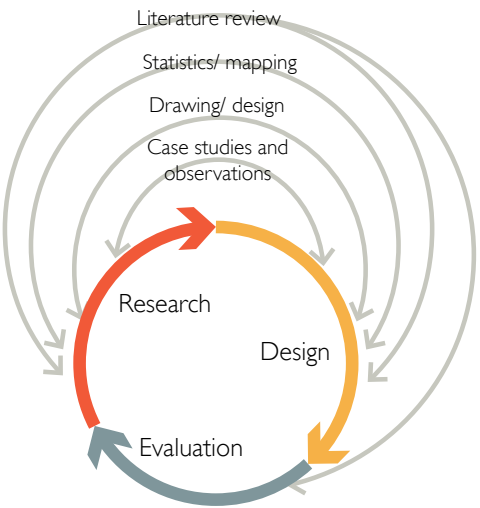 Literature review
Statistics/ mapping
Drawing/ design
Case studies and
observations
Research
Design
Evaluation